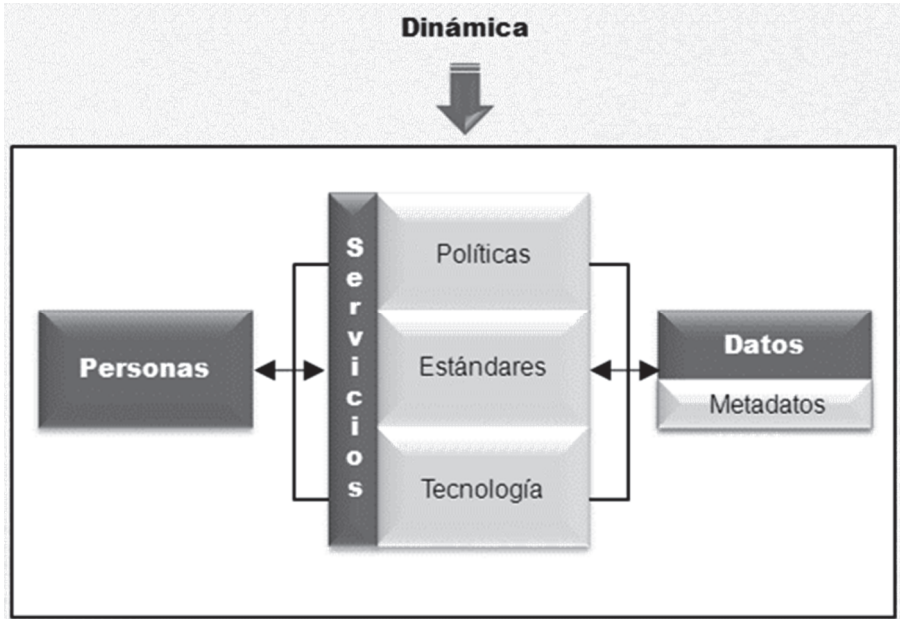 Dinámica
Personas
Servicios
Políticas
Estándares
Tecnología
Datos
Metadatos